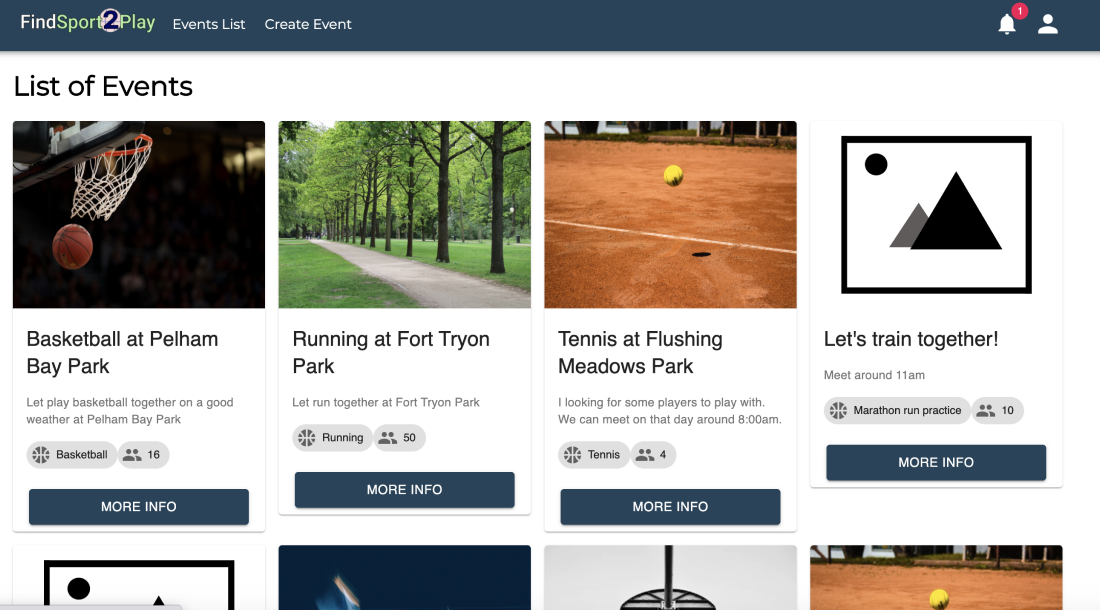 FindSport2Play
Events List
Create Event
1
List of Events
Basketball at Pelham
Bay Park
Let play basketball together on a good
weather at Pelham Bay Park
Basketball
16
MORE INFO
Running at Fort Tryon
Park
Let run together at Fort Tryon Park
Running
50
MORE INFO
Tennis at Flushing
Meadows Park
I looking for some players to play with.
We can meet on that day around 8:00am.
Tennis
4
MORE INFO
Let's train together!
Meet around 11am
Marathon run practice
10
MORE INFO